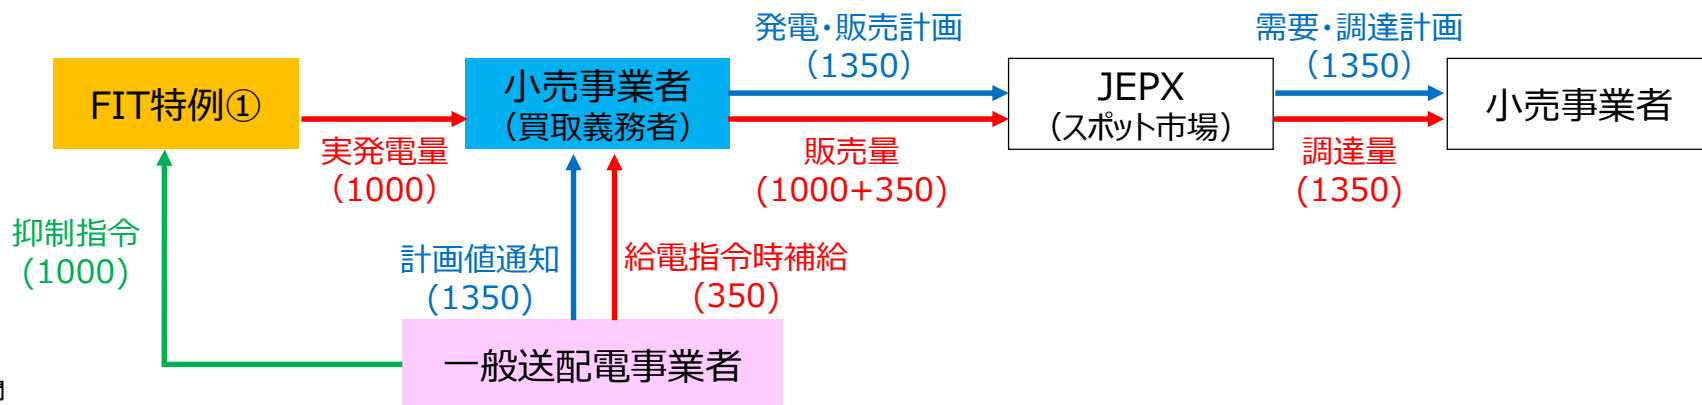 発電・販売計画
（1350）
需要・調達計画
（1350）
FIT特例①
小売事業者
（買取義務者）
JEPX
（スポット市場）
小売事業者
実発電量
（1000）
販売量
(1000+350)
調達量
(1350)
抑制指令
(1000)
計画値通知
(1350)
給電指令時補給
(350)
一般送配電事業者